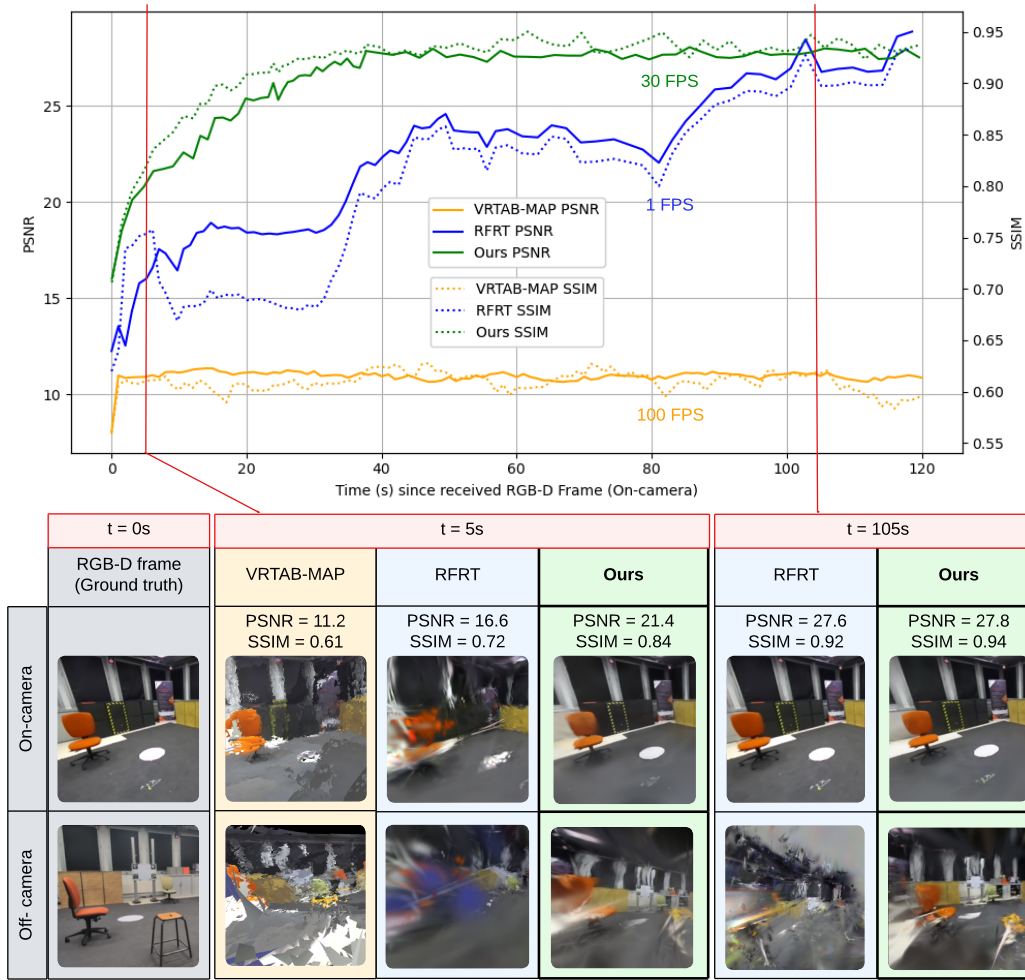 0.95
0.90
25
30 FPS
0.85
20
0.80
1 FPS
PSNR
VRTAB-MAP PSNR
RFRT PSNR
Ours PSNR
0.75
SSIM
15
VRTAB-MAP SSIM
RFRT SSIM
Ours SSIM
0.70
0.65
10
0.60
100 FPS
0.55
0 20 40 60 80 100 120
Time (s) since received RGB-D Frame (On-camera)
t = 0s t = 5s t = 105s
RGB-D frame
(Ground truth)
VRTAB-MAP RFRT Ours RFRT Ours
On-camera
PSNR = 11.2
SSIM = 0.61
PSNR = 16.6
SSIM = 0.72
PSNR = 21.4
SSIM = 0.84
PSNR = 27.6
SSIM = 0.92
PSNR = 27.8
SSIM = 0.94
Off- camera